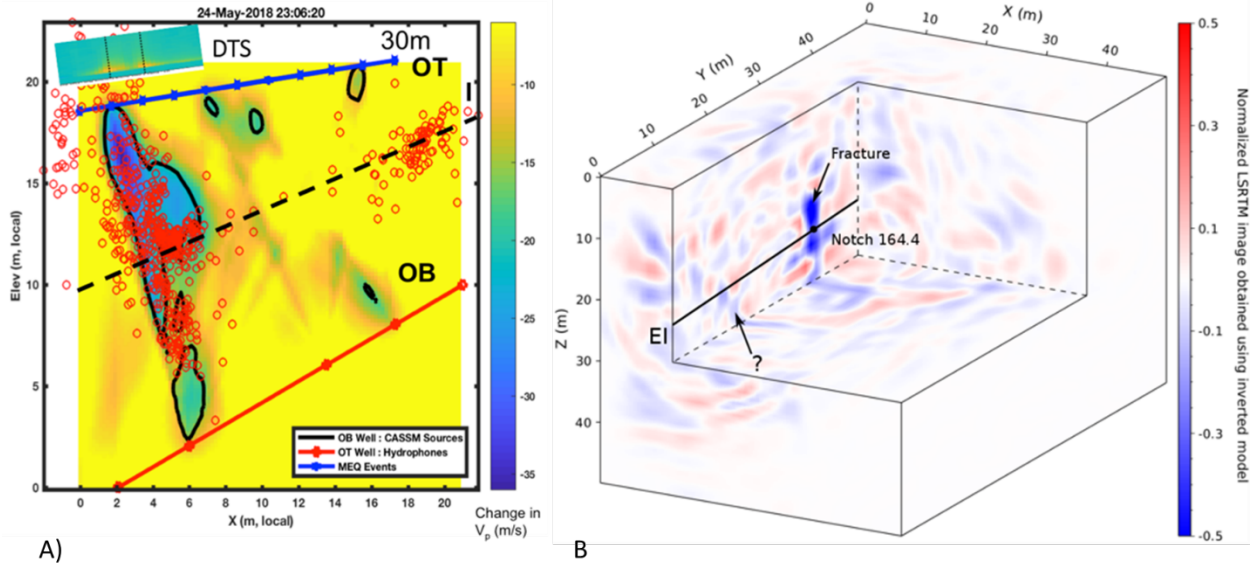 24-May-2018 23:06:20
DTS
30m
OT
I
OB
Elev (m, local)
20
15
10
5
0
0 2 4 6 8 10 12 14 16 18 20
X (m, local)
OB Well : CASSM Sources
OT Well : Hydrophones
MEQ Events
-10
-15
-20
-25
-30
-35
Change in
Vp (m/s)
A)
X (m)
0 10 20 30 40
Y (m)
40
30
20
10
0
Z (m)
0
10
20
30
40
Fracture
Notch 164.4
EI
?
0.5
0.3
0.1
-0.1
-0.3
-0.5
Normalized LSRTM image obtained using inverted model
B